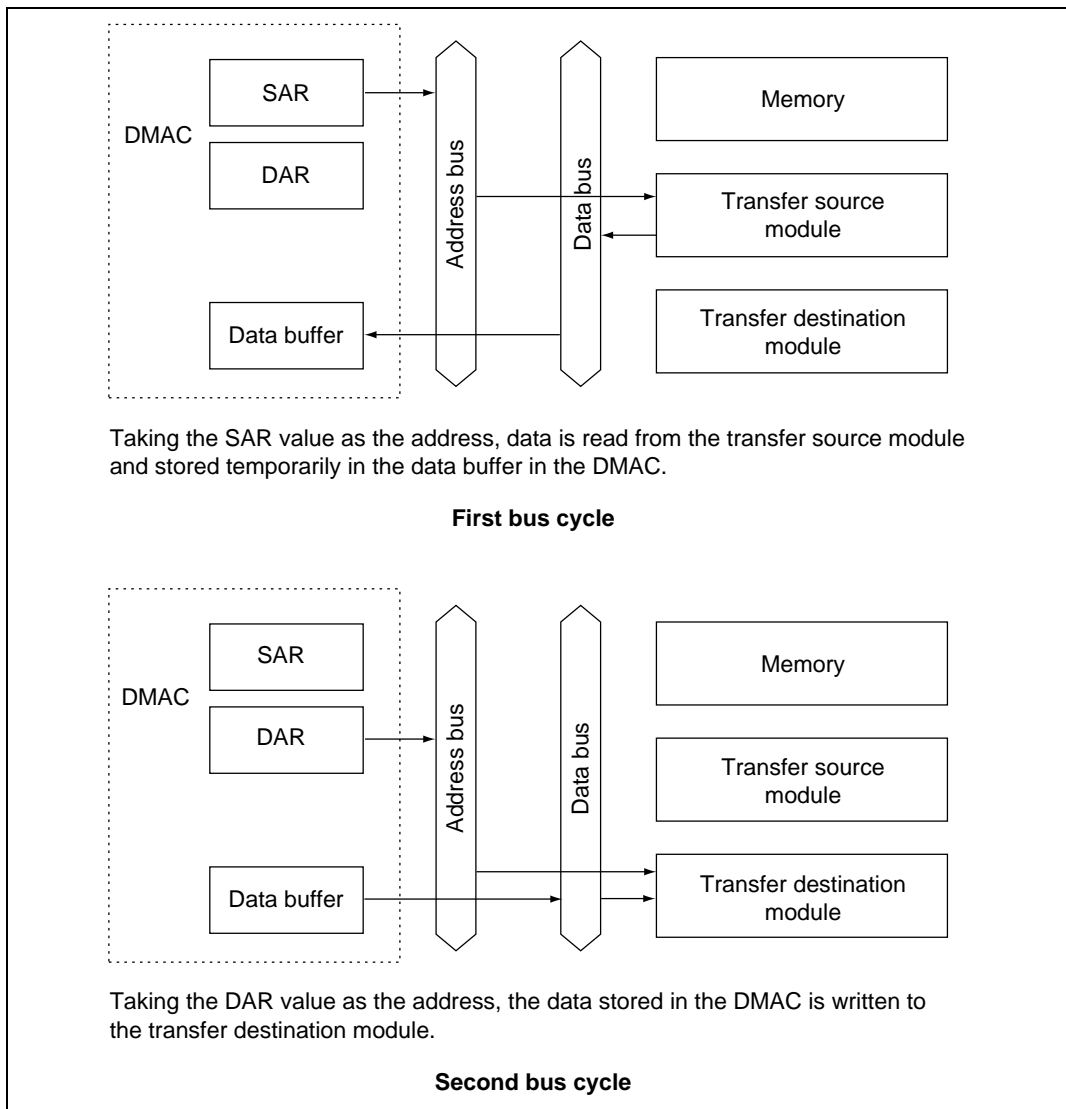 DMAC
SAR
DAR
Data buffer
Address bus
Data bus
Memory
Transfer source
module
Transfer destination
module
Taking the SAR value as the address, data is read from the transfer source module
and stored temporarily in the data buffer in the DMAC.
First bus cycle
DMAC
SAR
DAR
Data buffer
Address bus
Data bus
Memory
Transfer source
module
Transfer destination
module
Taking the DAR value as the address, the data stored in the DMAC is written to
the transfer destination module.
Second bus cycle